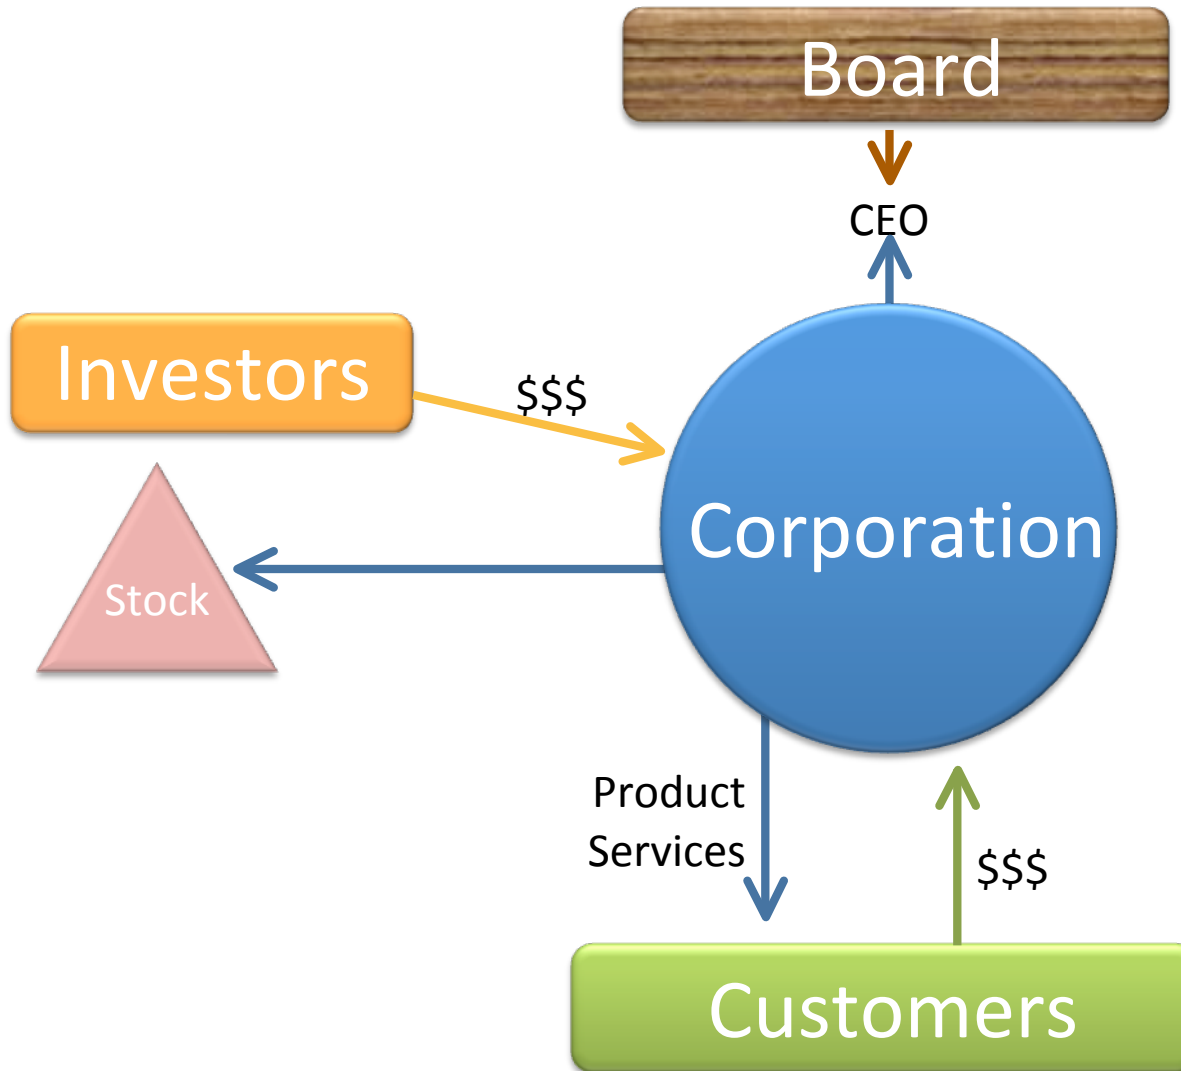 Board
CEO
Investors
$$$
Corporation
Stock
Product
Services
$$$
Customers